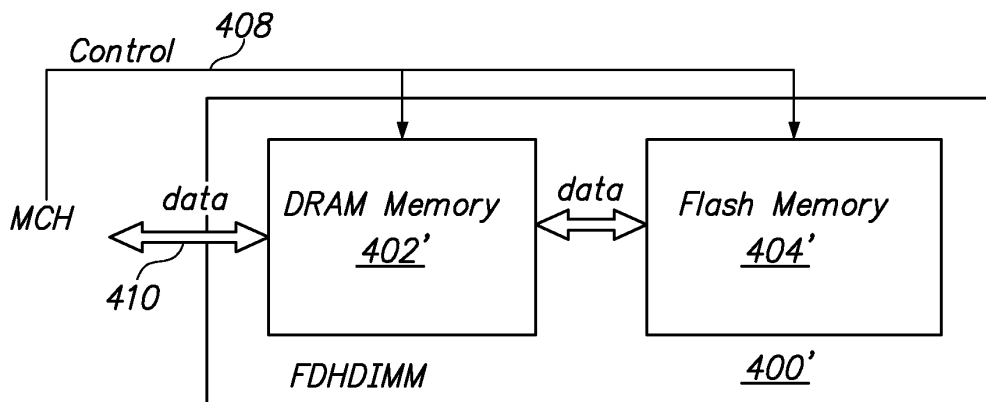 408
Control
data
MCH
410
DRAM Memory
402'
data
Flash Memory
404'
FDHDIMM
400'